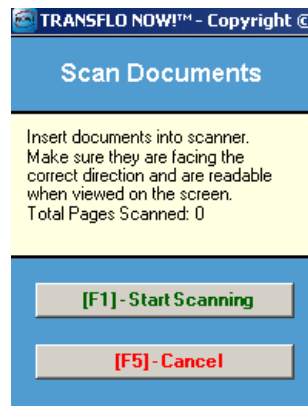 TRANSFLO NOW!™ - Copyright ©
Scan Documents
Insert documents into scanner.
Make sure they are facing the
correct direction and are readable
when viewed on the screen.
Total Pages Scanned: 0
[F1] - Start Scanning
[F5] - Cancel